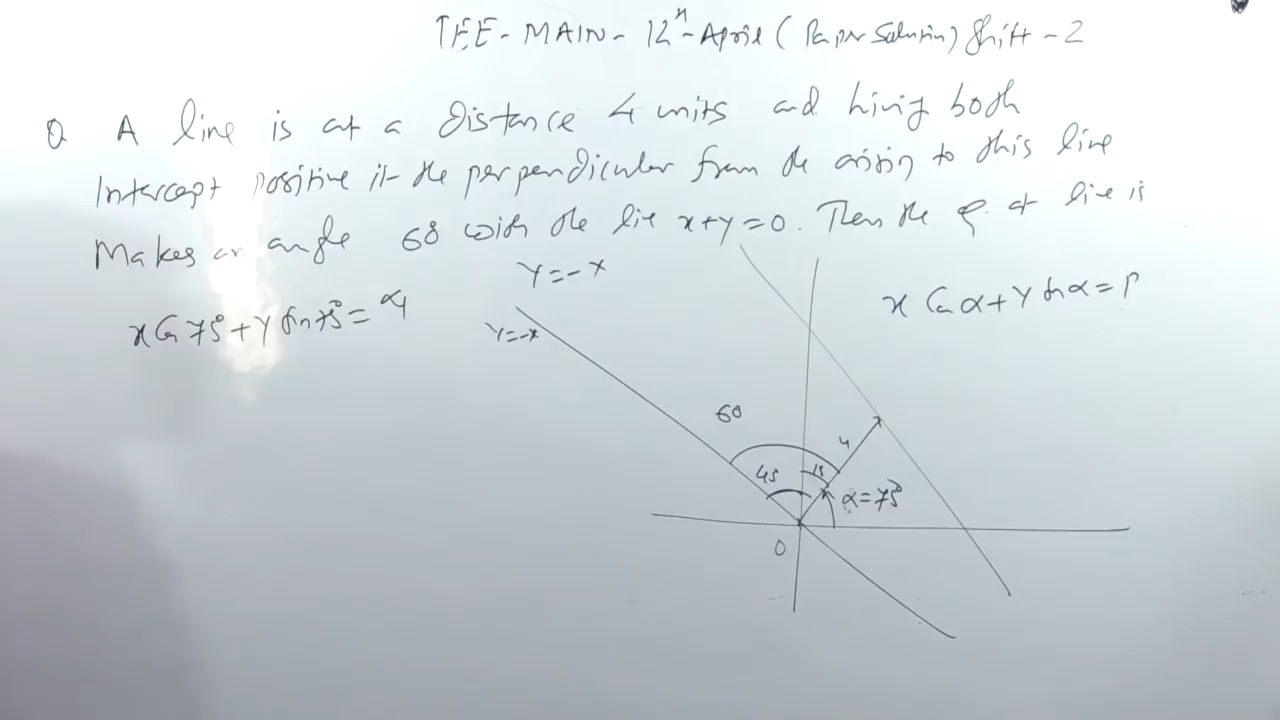 JEE - MAIN - 12th - April (Paper Solution) Shift - 2
Q A line is at a distance 4 units and hiving both
Intercept positive if the perpendicular from the origin to this line
Makes an angle 60 with the line x+y=0. Then the eq. of line is
Y=-x
x Cos α + Y sin α = P
x Cos 75° + Y sin 75° = 4
Y=-x
60
4
45
15
α=75°
O